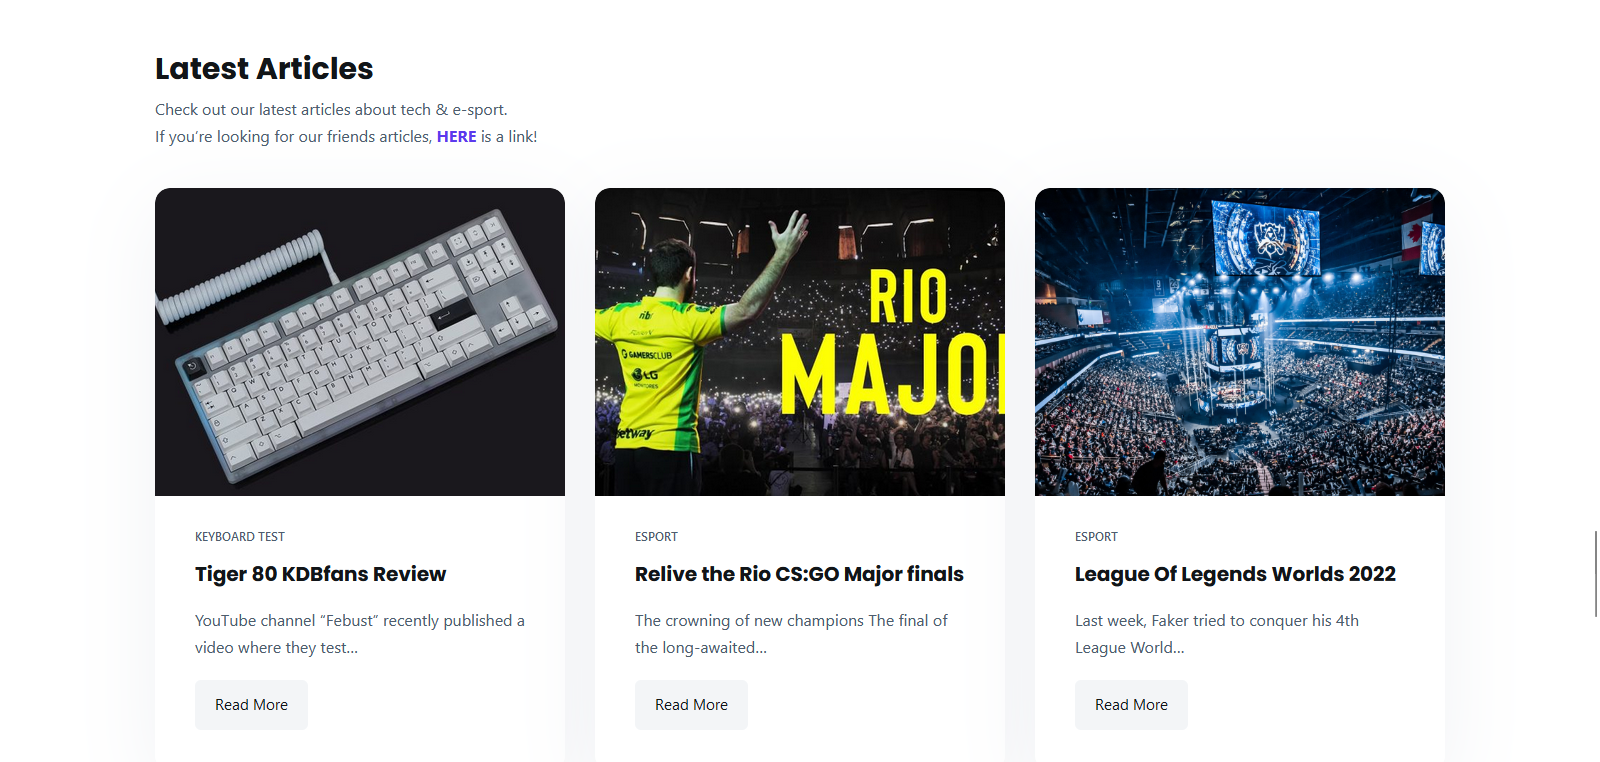 Latest Articles
Check out our latest articles about tech & e-sport.
If you're looking for our friends articles, HERE is a link!
RIO
MAJO
GAMERSCLUB
LG
betway
KEYBOARD TEST
Tiger 80 KDBfans Review
YouTube channel “Febust” recently published a
video where they test...
Read More
ESPORT
Relive the Rio CS:GO Major finals
The crowning of new champions The final of
the long-awaited...
Read More
ESPORT
League Of Legends Worlds 2022
Last week, Faker tried to conquer his 4th
League World...
Read More